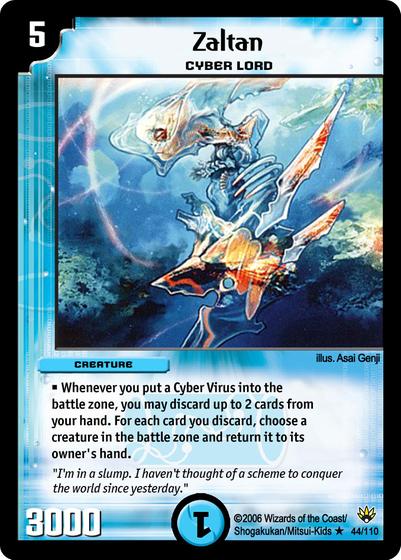 5
Zaltan
CYBER LORD
illus. Asai Genji
CREATURE
▪ Whenever you put a Cyber Virus into the
battle zone, you may discard up to 2 cards from
your hand. For each card you discard, choose a
creature in the battle zone and return it to its
owner's hand.
"I'm in a slump. I haven't thought of a scheme to conquer
the world since yesterday."
3000
1
©2006 Wizards of the Coast/
Shogakukan/Mitsui-Kids ★ 44/110